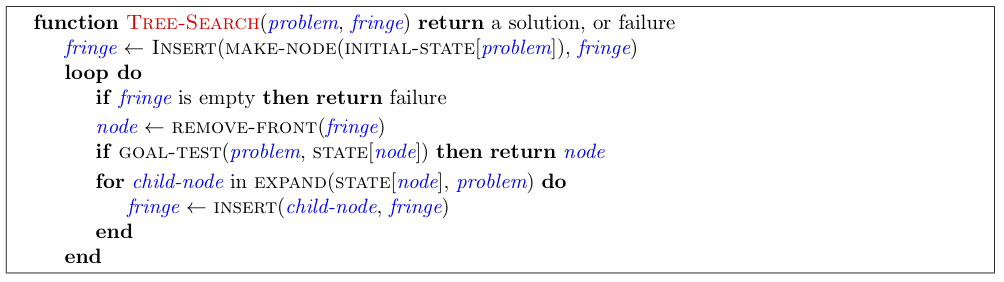 function TREE-SEARCH(problem, fringe) return a solution, or failure
fringe ← INSERT(MAKE-NODE(INITIAL-STATE[problem]), fringe)
loop do
if fringe is empty then return failure
node ← REMOVE-FRONT(fringe)
if GOAL-TEST(problem, STATE[node]) then return node
for child-node in EXPAND(STATE[node], problem) do
fringe ← INSERT(child-node, fringe)
end
end